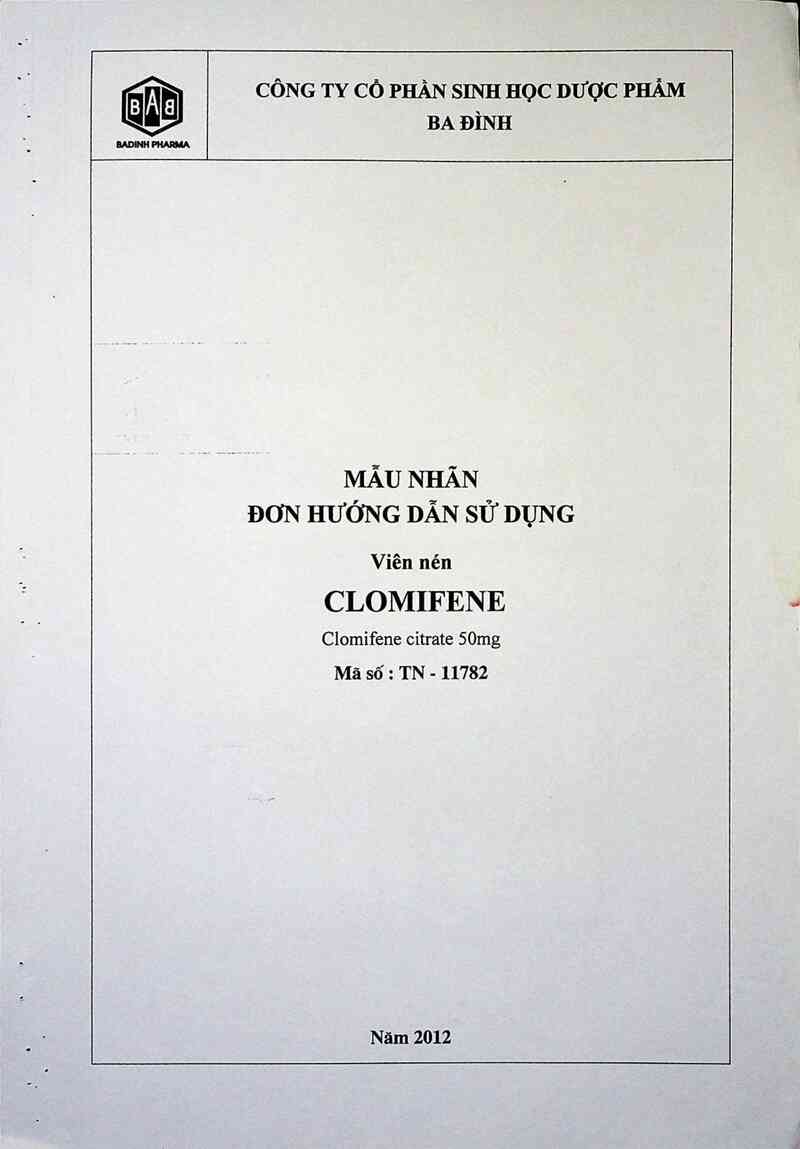 BAB
BADINH PHARMA
CÔNG TY CỔ PHẦN SINH HỌC DƯỢC PHẨM
BA ĐÌNH
MẪU NHÃN
ĐƠN HƯỚNG DẪN SỬ DỤNG
Viên nén
CLOMIFENE
Clomifene citrate 50mg
Mã số : TN - 11782
Năm 2012